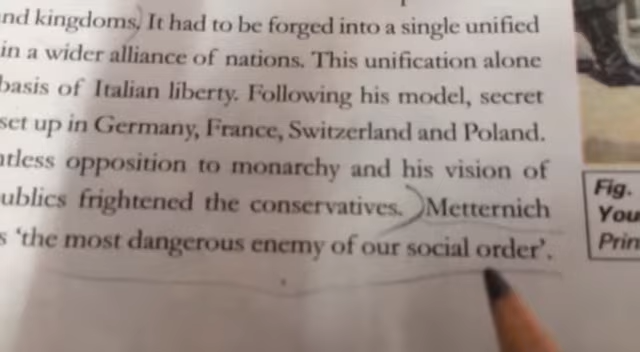 nd kingdoms. It had to be forged into a single unified
in a wider alliance of nations. This unification alone
basis of Italian liberty. Following his model, secret
set up in Germany, France, Switzerland and Poland.
ntless opposition to monarchy and his vision of
ublics frightened the conservatives. Metternich
s ‘the most dangerous enemy of our social order’.
Fig.
You
Prin